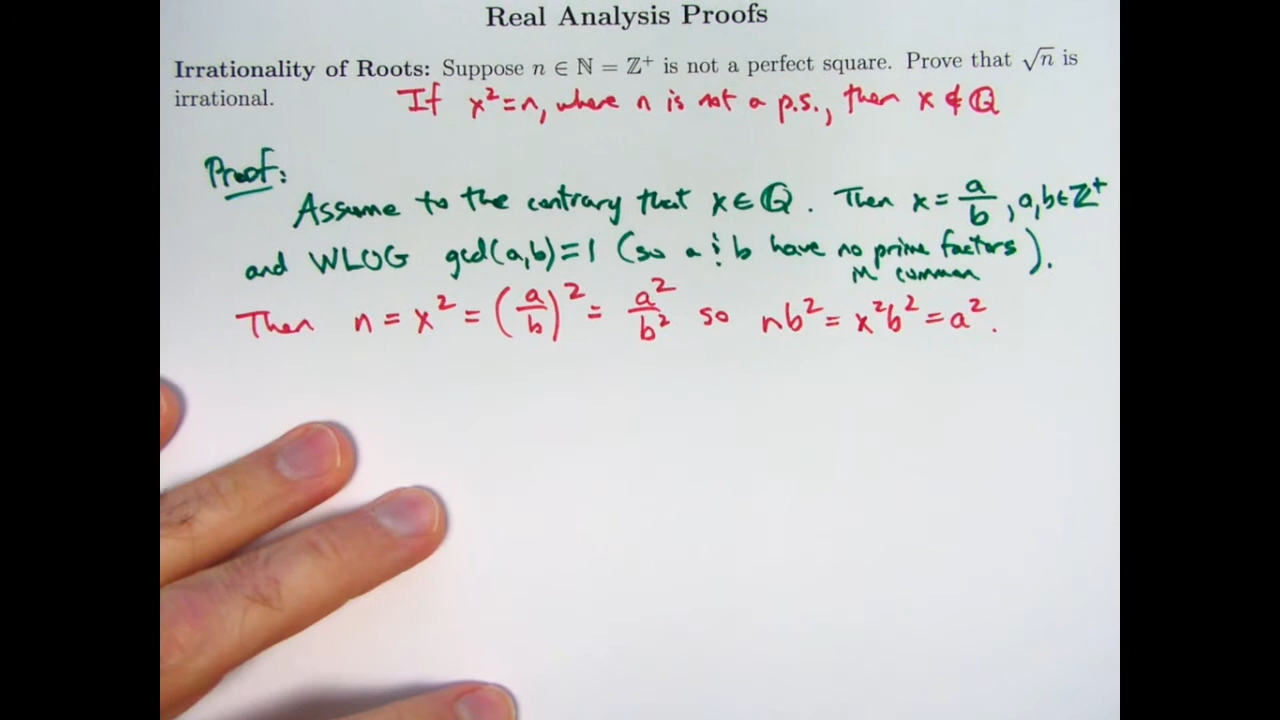 Real Analysis Proofs
Irrationality of Roots: Suppose n ∈ ℕ = ℤ⁺ is not a perfect square. Prove that √n is
irrational.
If x² = n, where n is not a p.s., then x ∉ ℚ
Proof:
Assume to the contrary that x ∈ ℚ. Then x = a/b, a,b ∈ ℤ⁺
and WLOG gcd(a,b) = 1 (so a & b have no prime factors
in common).
Then n = x² = (a/b)² = a²/b² so nb² = x²b² = a².